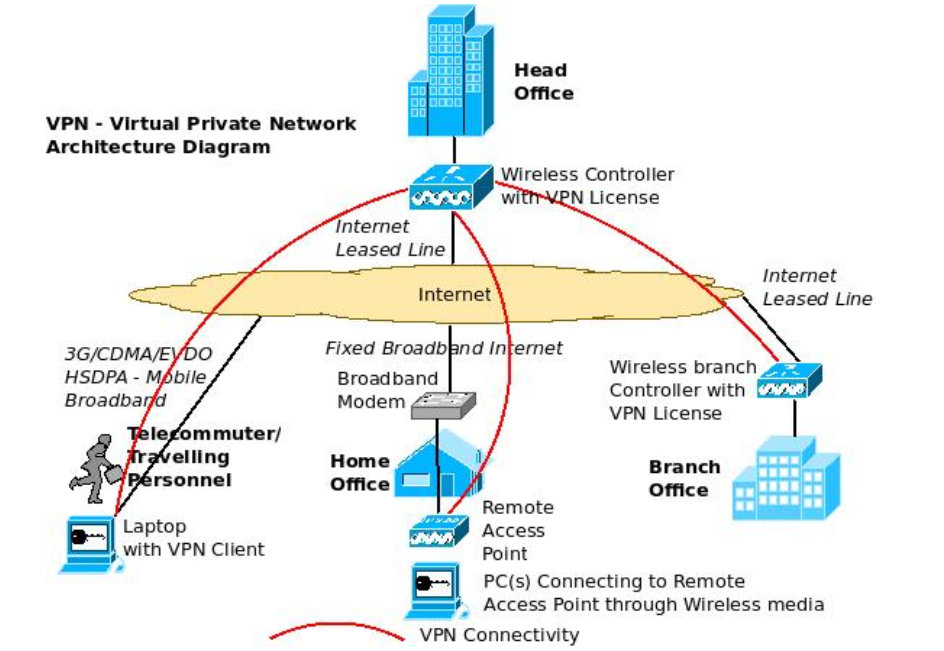 Head
Office
VPN - Virtual Private Network
Architecture Diagram
Wireless Controller
with VPN License
Internet
Leased Line
Internet
Internet
Leased Line
3G/CDMA/EVDO
HSDPA - Mobile
Broadband
Fixed Broadband Internet
Broadband
Modem
Wireless branch
Controller with
VPN License
Telecommuter/
Travelling
Personnel
Home
Office
Branch
Office
Laptop
with VPN Client
Remote
Access
Point
PC(s) Connecting to Remote
Access Point through Wireless media
VPN Connectivity